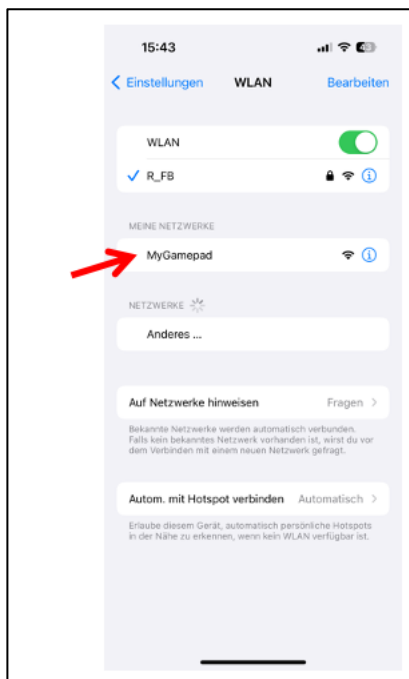 15:43
Einstellungen WLAN Bearbeiten
WLAN
R_FB
MEINE NETZWERKE
MyGamepad
NETZWERKE
Anderes ...
Auf Netzwerke hinweisen Fragen
Bekannte Netzwerke werden automatisch verbunden.
Falls kein bekanntes Netzwerk vorhanden ist, wirst du vor
dem Verbinden mit einem neuen Netzwerk gefragt.
Autom. mit Hotspot verbinden Automatisch
Erlaube diesem Gerät, automatisch persönliche Hotspots
in der Nähe zu erkennen, wenn kein WLAN verfügbar ist.